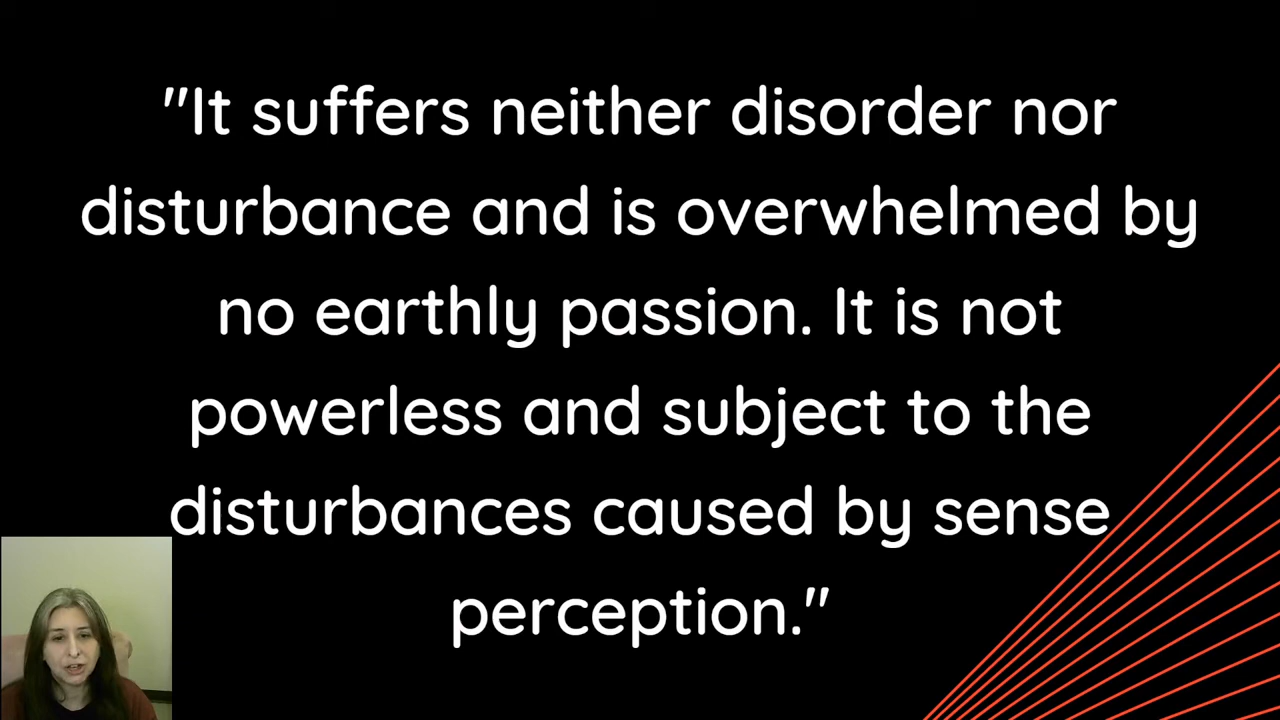 "It suffers neither disorder nor
disturbance and is overwhelmed by
no earthly passion. It is not
powerless and subject to the
disturbances caused by sense
perception."